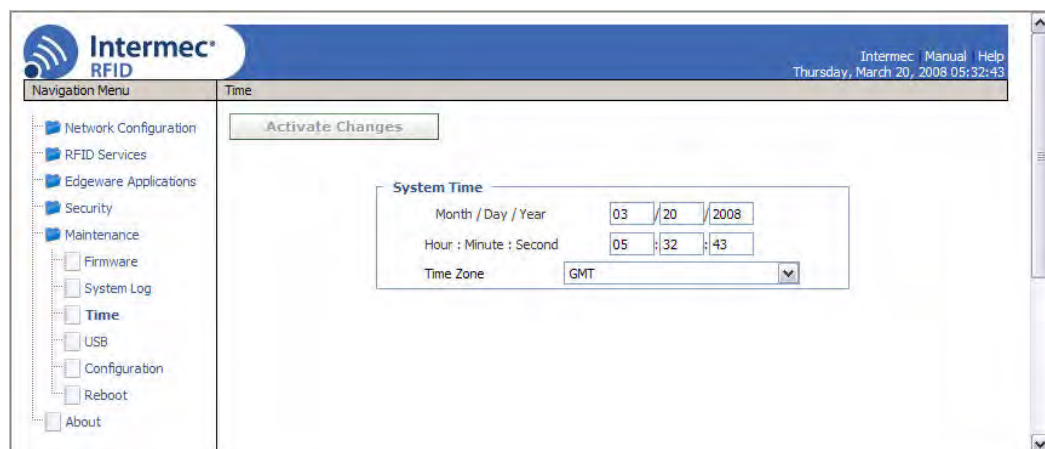 Intermec®
RFID
Intermec | Manual | Help
Thursday, March 20, 2008 05:32:43
Navigation Menu
Time
Network Configuration
RFID Services
Edgeware Applications
Security
Maintenance
Firmware
System Log
Time
USB
Configuration
Reboot
About
Activate Changes
System Time
Month / Day / Year 03 / 20 / 2008
Hour : Minute : Second 05 : 32 : 43
Time Zone GMT